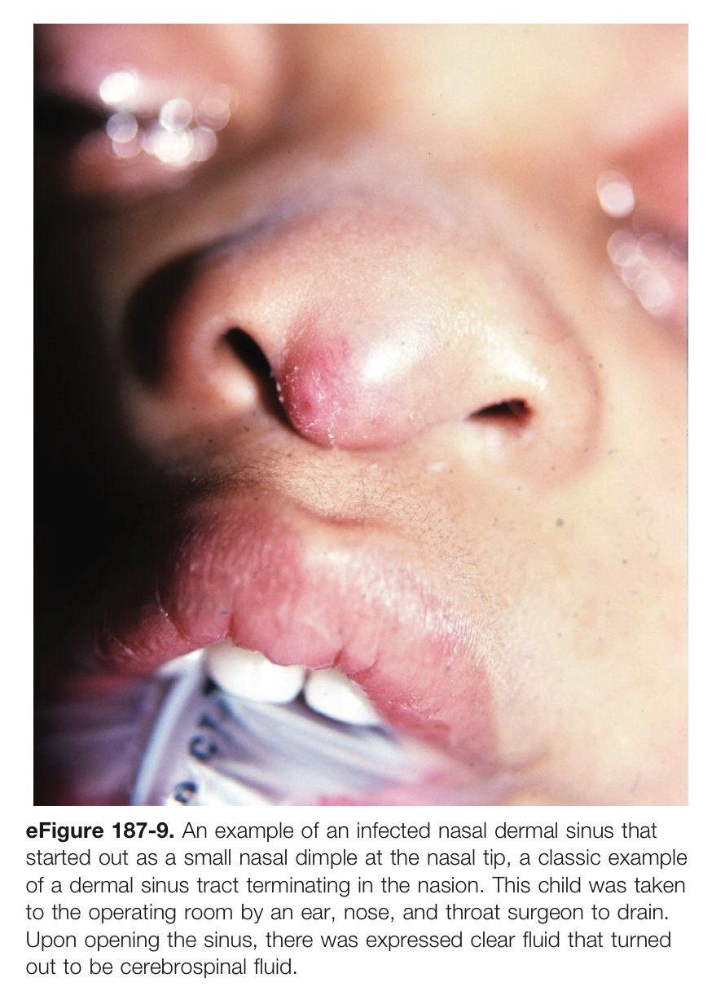 15
eFigure 187-9. An example of an infected nasal dermal sinus that
started out as a small nasal dimple at the nasal tip, a classic example
of a dermal sinus tract terminating in the nasion. This child was taken
to the operating room by an ear, nose, and throat surgeon to drain.
Upon opening the sinus, there was expressed clear fluid that turned
out to be cerebrospinal fluid.